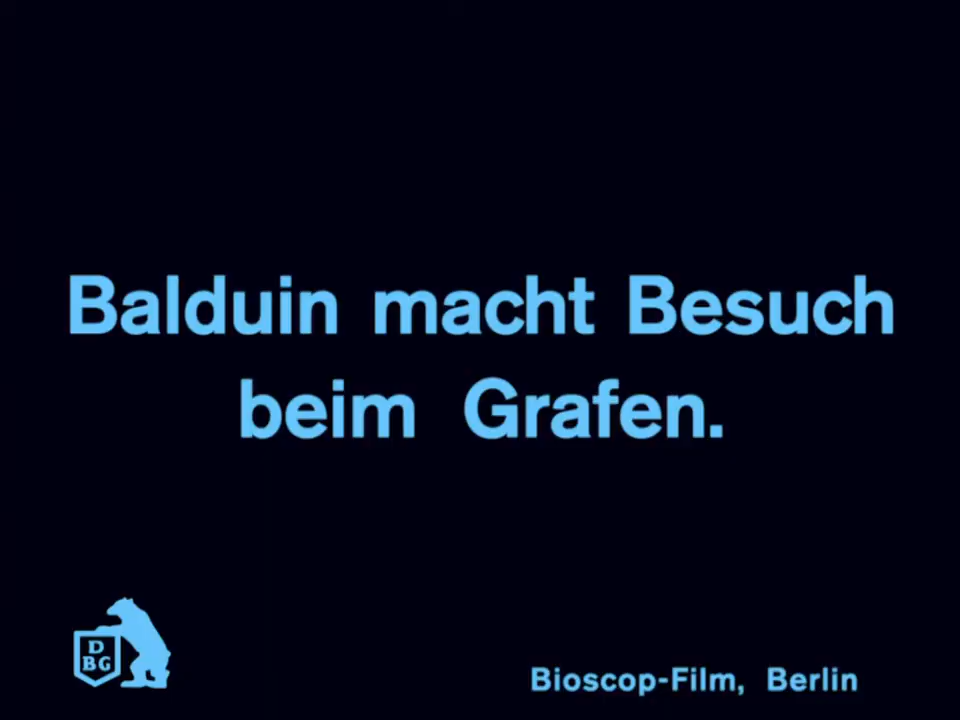 Balduin macht Besuch
beim Grafen.
D
BG
Bioscop-Film, Berlin